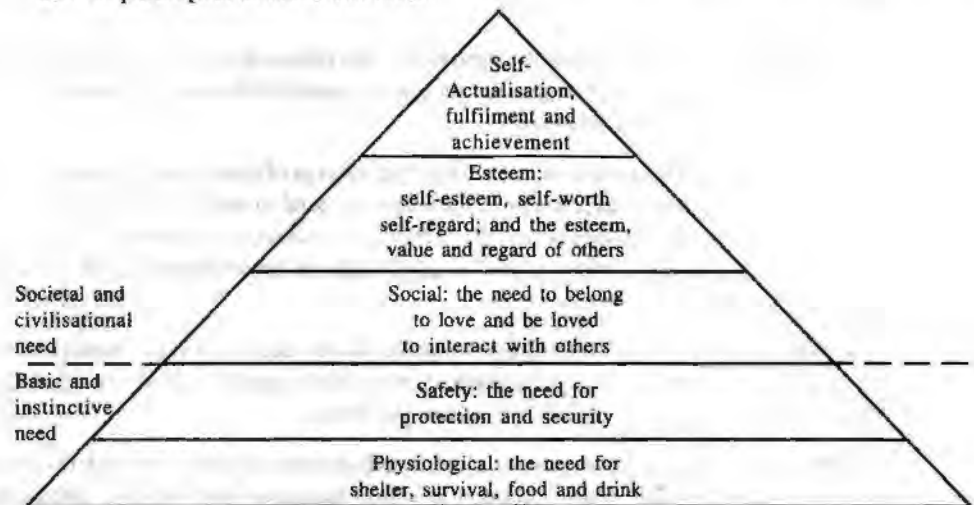 Self-
Actualisation,
fulfilment and
achievement
Esteem:
self-esteem, self-worth
self-regard; and the esteem,
value and regard of others
Societal and
civilisational
need
Social: the need to belong
to love and be loved
to interact with others
Basic and
instinctive
need
Safety: the need for
protection and security
Physiological: the need for
shelter, survival, food and drink